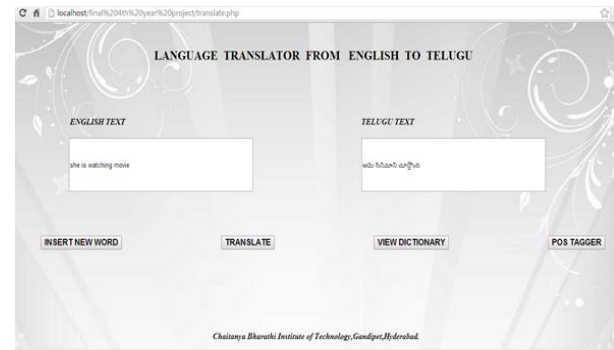 localhost/final%204th%20year%20project/translate.php
LANGUAGE TRANSLATOR FROM ENGLISH TO TELUGU
ENGLISH TEXT
TELUGU TEXT
she is watching movie
ఆమె సినిమాని చూస్తోంది
INSERT NEW WORD
TRANSLATE
VIEW DICTIONARY
POS TAGGER
Chaitanya Bharathi Institute of Technology,Gandipet,Hyderabad.